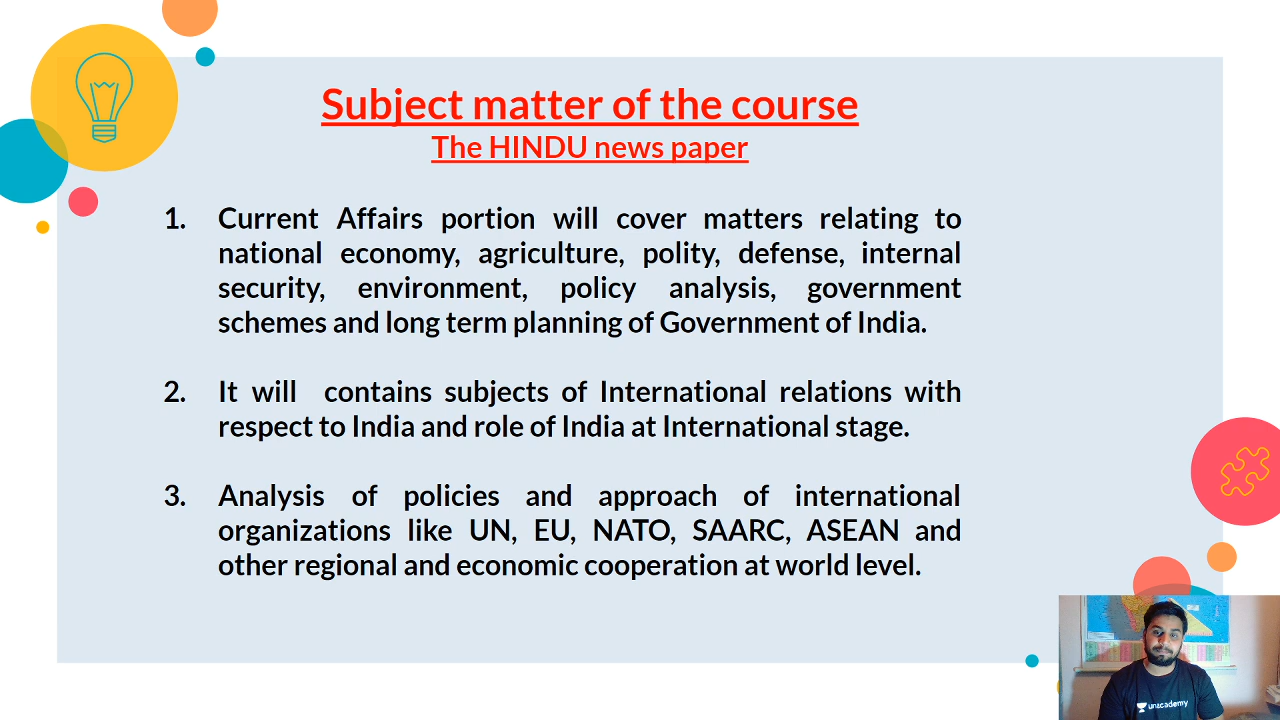 Subject matter of the course
The HINDU news paper
1. Current Affairs portion will cover matters relating to
national economy, agriculture, polity, defense, internal
security, environment, policy analysis, government
schemes and long term planning of Government of India.
2. It will contains subjects of International relations with
respect to India and role of India at International stage.
3. Analysis of policies and approach of international
organizations like UN, EU, NATO, SAARC, ASEAN and
other regional and economic cooperation at world level.
unacademy